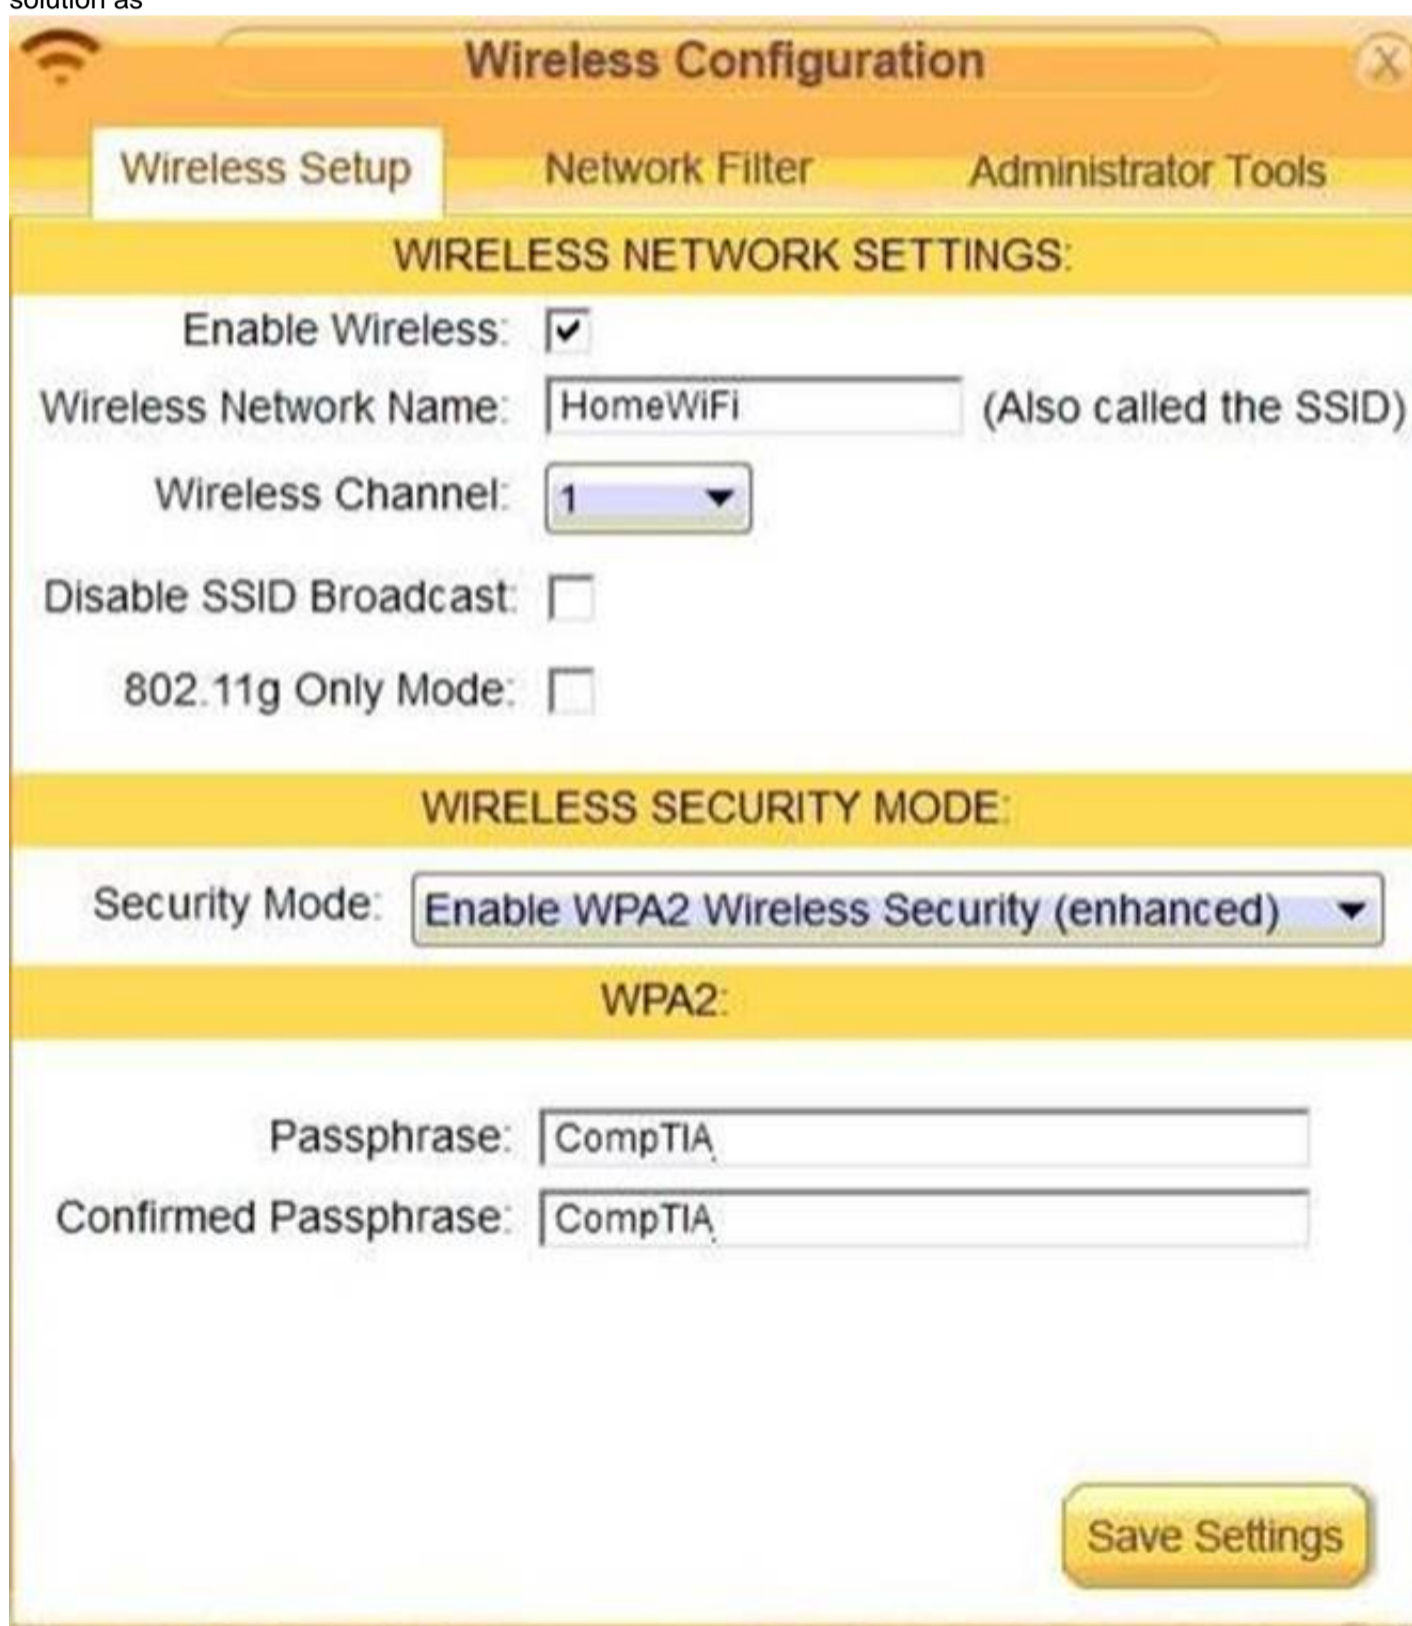 solution as
Wireless Configuration X
Wireless Setup Network Filter Administrator Tools
WIRELESS NETWORK SETTINGS:
Enable Wireless:
Wireless Network Name: HomeWiFi (Also called the SSID)
Wireless Channel: 1
Disable SSID Broadcast:
802.11g Only Mode:
WIRELESS SECURITY MODE:
Security Mode: Enable WPA2 Wireless Security (enhanced)
WPA2:
Passphrase: CompTIA
Confirmed Passphrase: CompTIA
Save Settings